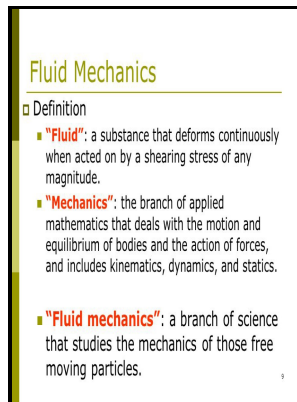 Fluid Mechanics
Definition
“Fluid”: a substance that deforms continuously
when acted on by a shearing stress of any
magnitude.
“Mechanics”: the branch of applied
mathematics that deals with the motion and
equilibrium of bodies and the action of forces,
and includes kinematics, dynamics, and statics.
“Fluid mechanics”: a branch of science
that studies the mechanics of those free
moving particles.
9